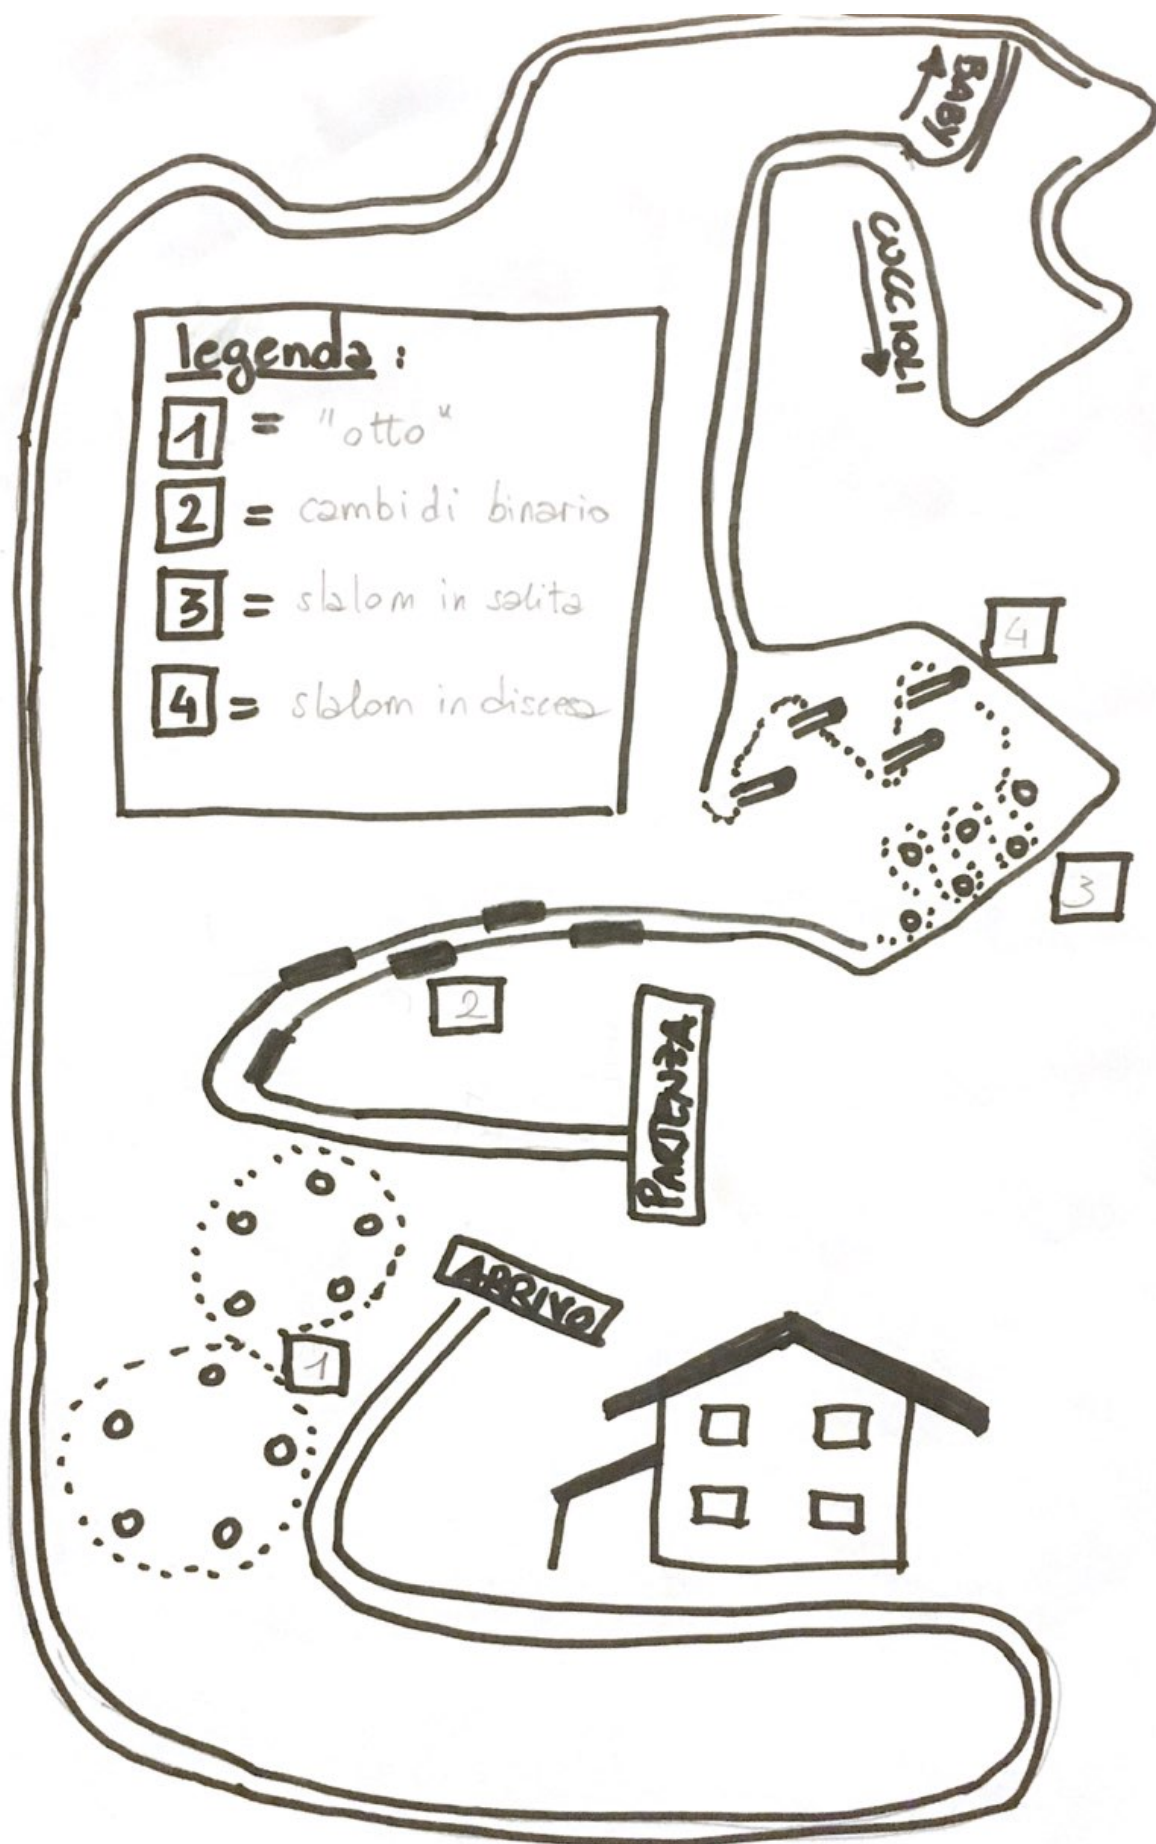 BABY
CUCCIOLI
legenda:
1 = "otto"
2 = cambi di binario
3 = slalom in salita
4 = slalom in discesa
4
3
2
PARTENZA
ARRIVO
1